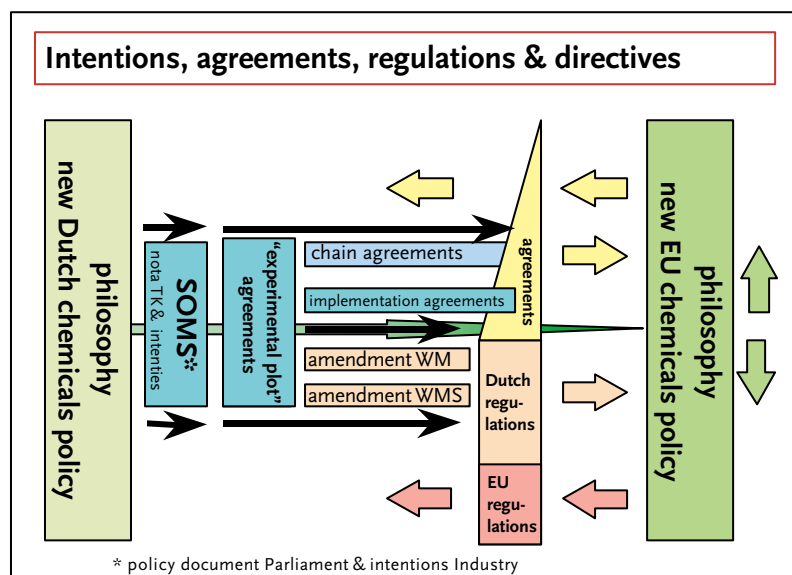 Intentions, agreements, regulations & directives
philosophy
new Dutch chemicals policy
SOMS*
nota TK & intenties
“experimental plot”
agreements
chain agreements
implementation agreements
amendment WM
amendment WMS
agreements
Dutch
regu-
lations
EU
regu-
lations
philosophy
new EU chemicals policy
* policy document Parliament & intentions Industry